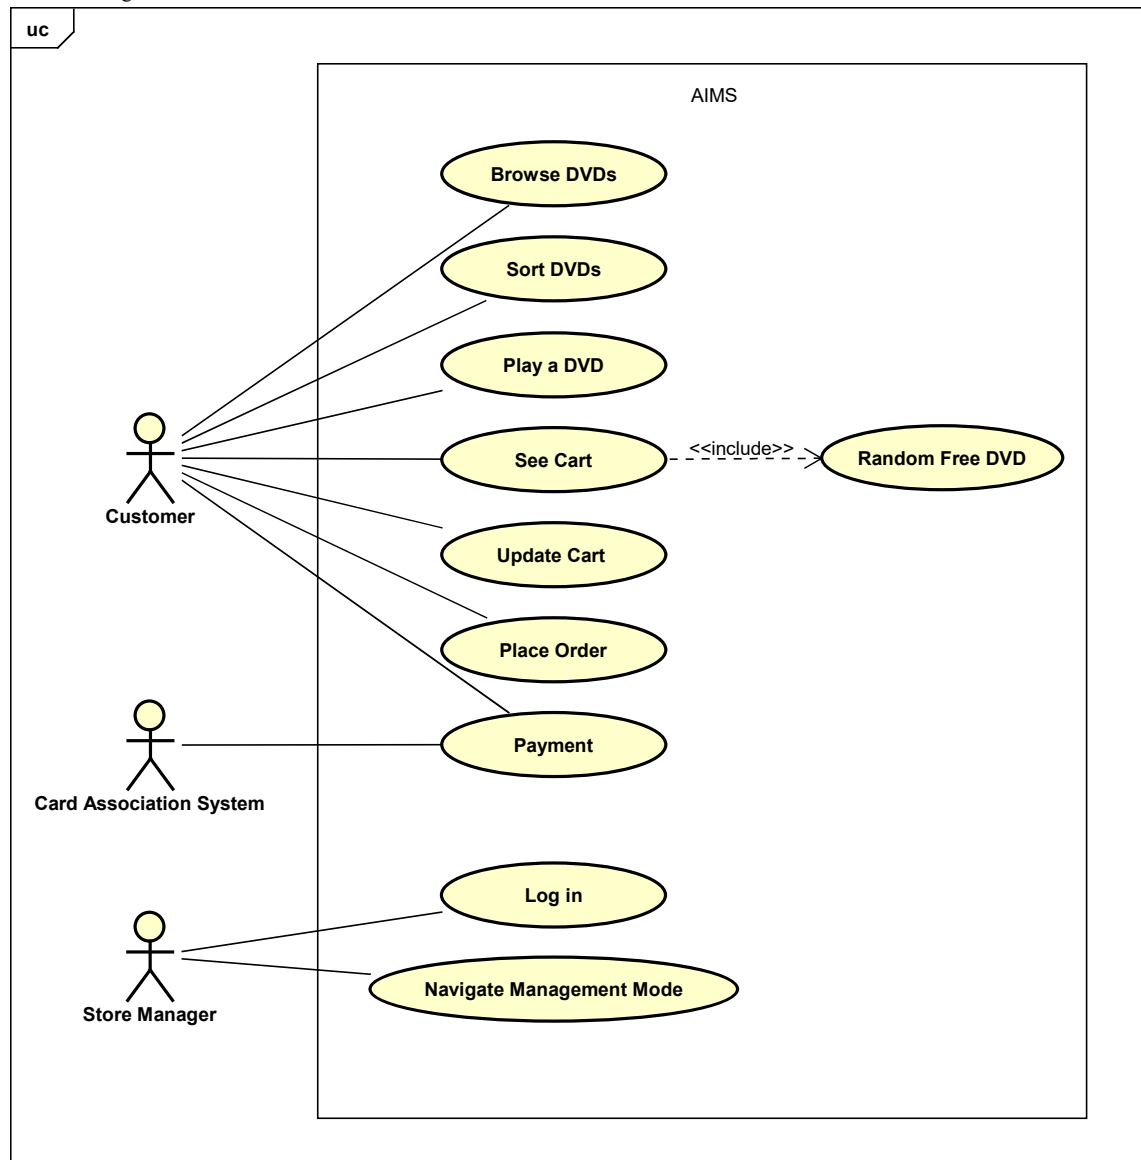 uc
AIMS
Browse DVDs
Sort DVDs
Play a DVD
See Cart
<<include>>
Random Free DVD
Customer
Update Cart
Place Order
Payment
Card Association System
Log in
Navigate Management Mode
Store Manager